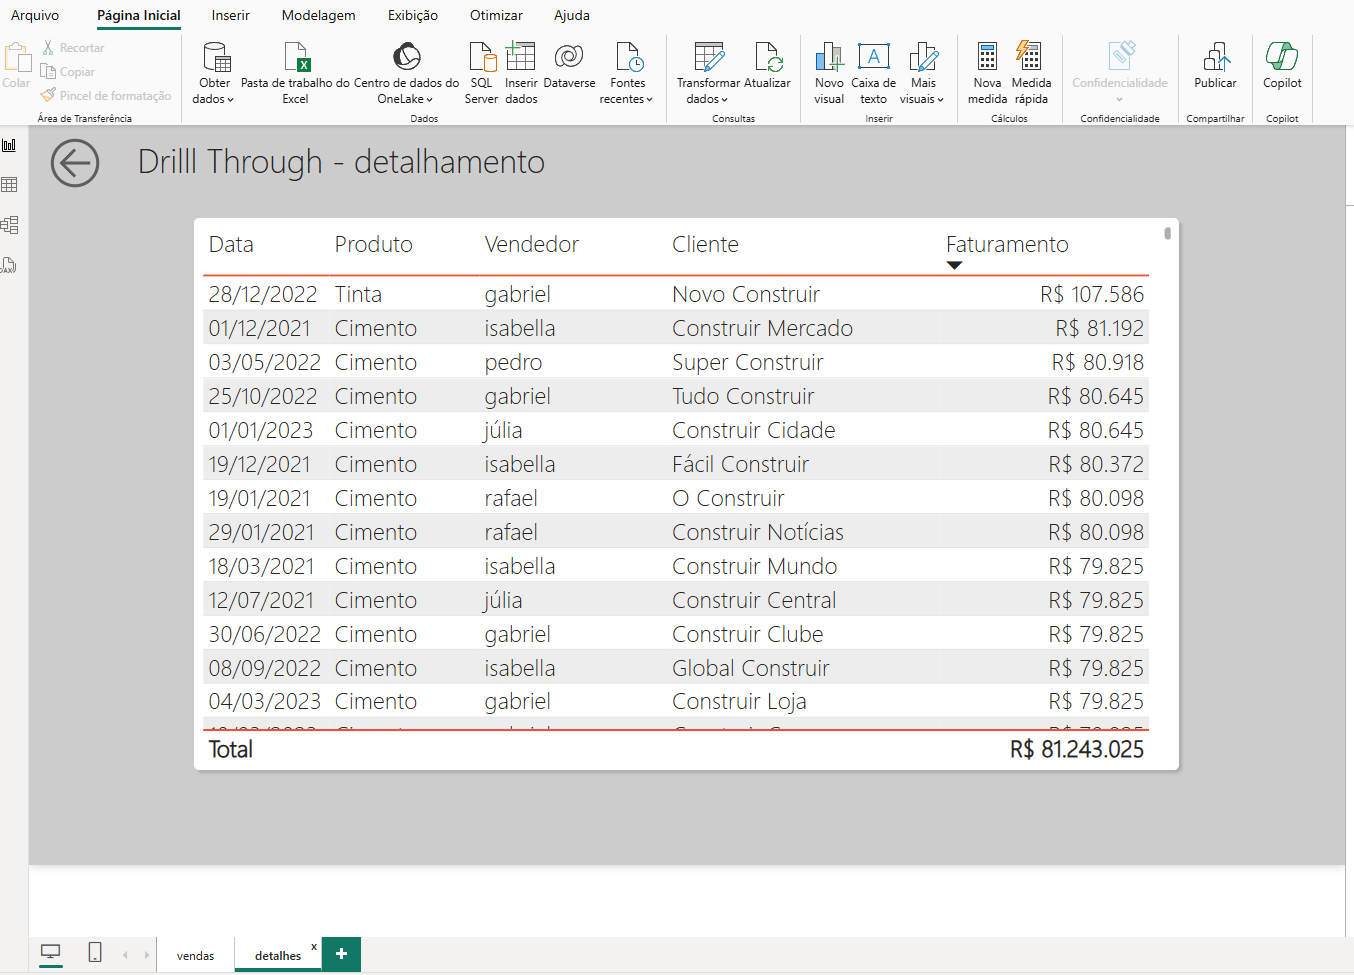 Arquivo Página Inicial Inserir Modelagem Exibição Otimizar Ajuda
Colar
Recortar
Copiar
Pincel de formatação
Área de Transferência
Obter dados
Pasta de trabalho do Excel
Centro de dados do OneLake
SQL Server
Inserir dados
Dataverse
Fontes recentes
Dados
Transformar dados
Atualizar
Consultas
Novo visual
Caixa de texto
Mais visuais
Inserir
Nova medida
Medida rápida
Cálculos
Confidencialidade
Confidencialidade
Publicar
Compartilhar
Copilot
Copilot
Drilll Through - detalhamento
Data Produto Vendedor Cliente Faturamento
28/12/2022 Tinta gabriel Novo Construir R$ 107.586
01/12/2021 Cimento isabella Construir Mercado R$ 81.192
03/05/2022 Cimento pedro Super Construir R$ 80.918
25/10/2022 Cimento gabriel Tudo Construir R$ 80.645
01/01/2023 Cimento júlia Construir Cidade R$ 80.645
19/12/2021 Cimento isabella Fácil Construir R$ 80.372
19/01/2021 Cimento rafael O Construir R$ 80.098
29/01/2021 Cimento rafael Construir Notícias R$ 80.098
18/03/2021 Cimento isabella Construir Mundo R$ 79.825
12/07/2021 Cimento júlia Construir Central R$ 79.825
30/06/2022 Cimento gabriel Construir Clube R$ 79.825
08/09/2022 Cimento isabella Global Construir R$ 79.825
04/03/2023 Cimento gabriel Construir Loja R$ 79.825
Total R$ 81.243.025
vendas detalhes x +